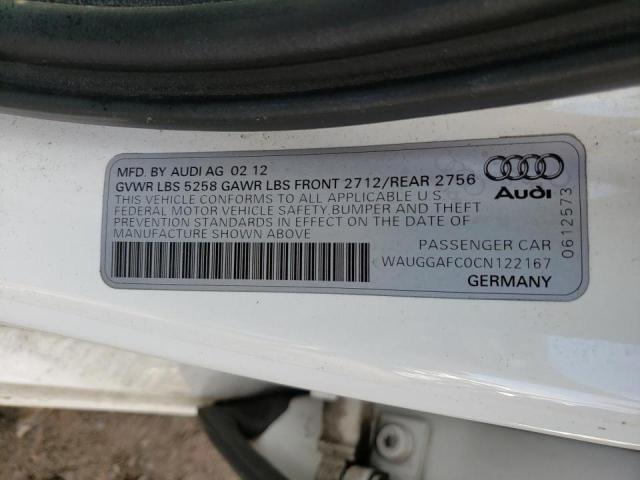 MFD. BY AUDI AG 02 12
GVWR LBS 5258 GAWR LBS FRONT 2712/REAR 2756
THIS VEHICLE CONFORMS TO ALL APPLICABLE U S
FEDERAL MOTOR VEHICLE SAFETY, BUMPER AND THEFT
PREVENTION STANDARDS IN EFFECT ON THE DATE OF
MANUFACTURE SHOWN ABOVE
PASSENGER CAR
WAUGGAFC0CN122167
GERMANY
Audi
0612573